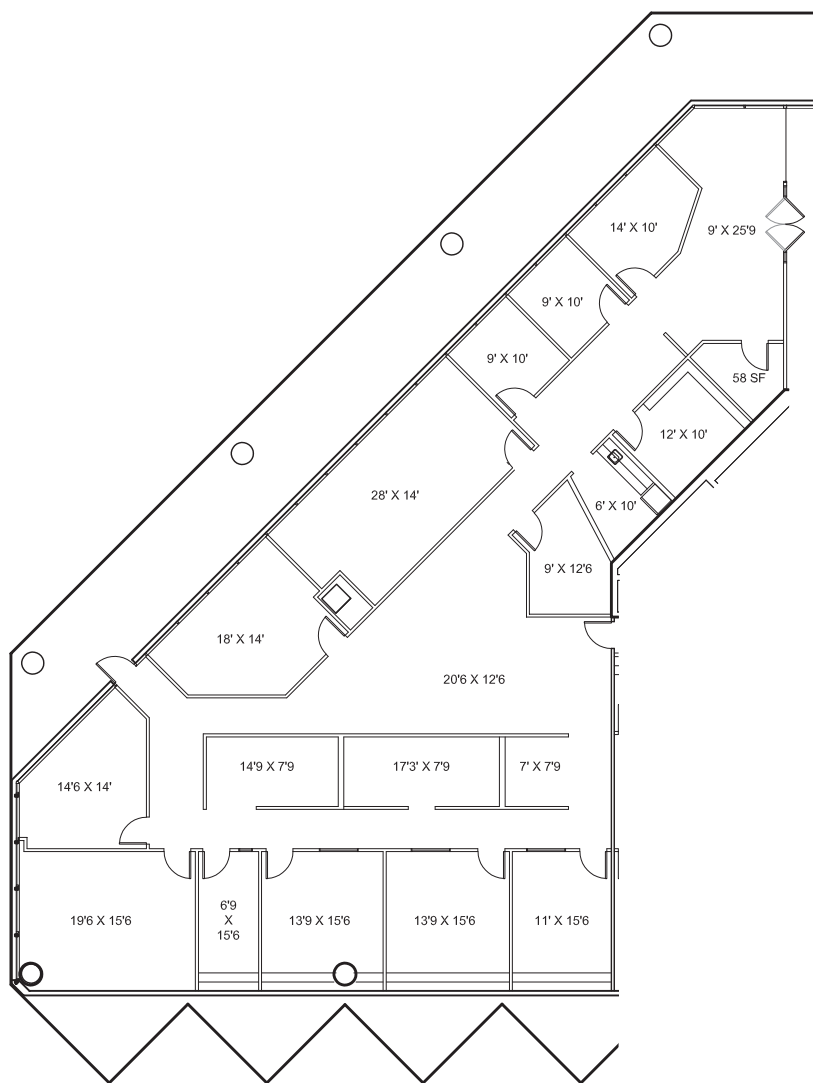 14' X 10'
9' X 25'9
9' X 10'
9' X 10'
58 SF
12' X 10'
28' X 14'
6' X 10'
9' X 12'6
18' X 14'
20'6 X 12'6
14'9 X 7'9
17'3' X 7'9
7' X 7'9
14'6 X 14'
19'6 X 15'6
6'9
X
15'6
13'9 X 15'6
13'9 X 15'6
11' X 15'6